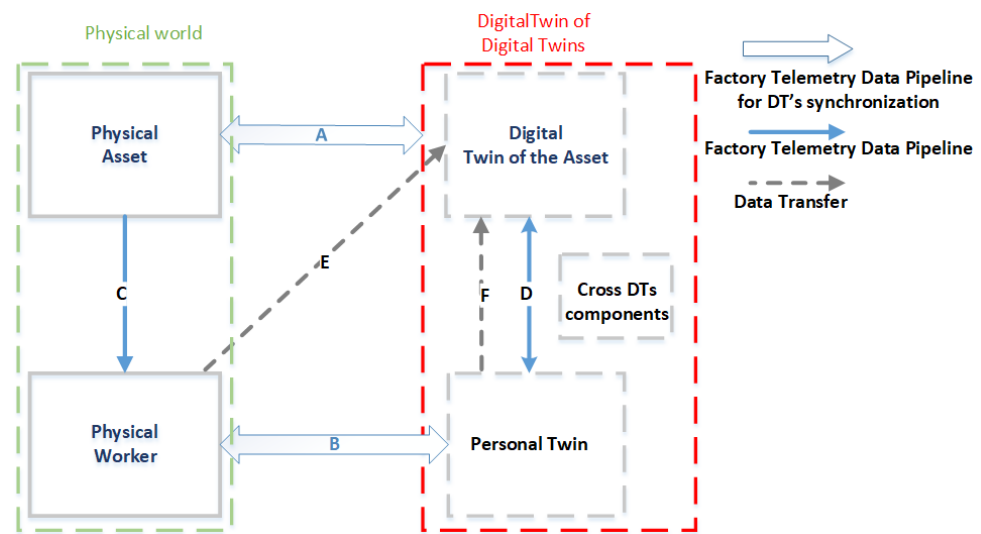 Physical world
DigitalTwin of
Digital Twins
Physical
Asset
A
Digital
Twin of the Asset
Factory Telemetry Data Pipeline
for DT's synchronization
Factory Telemetry Data Pipeline
Data Transfer
E
C
F
D
Cross DTs
components
Physical
Worker
B
Personal Twin